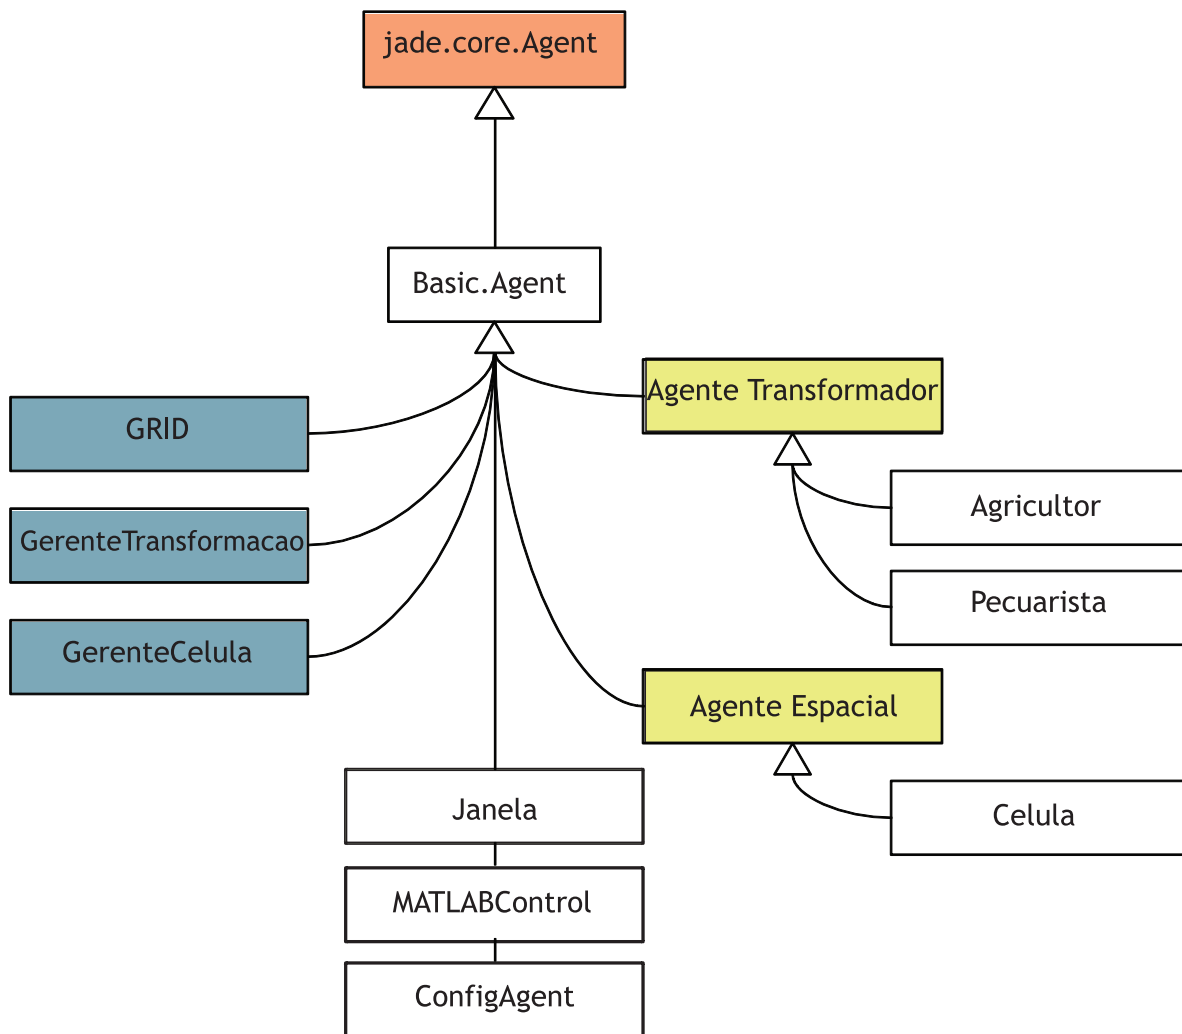 jade.core.Agent
Basic.Agent
Agente Transformador
GRID
Agricultor
GerenteTransformacao
Pecuarista
GerenteCelula
Agente Espacial
Janela
Celula
MATLABControl
ConfigAgent